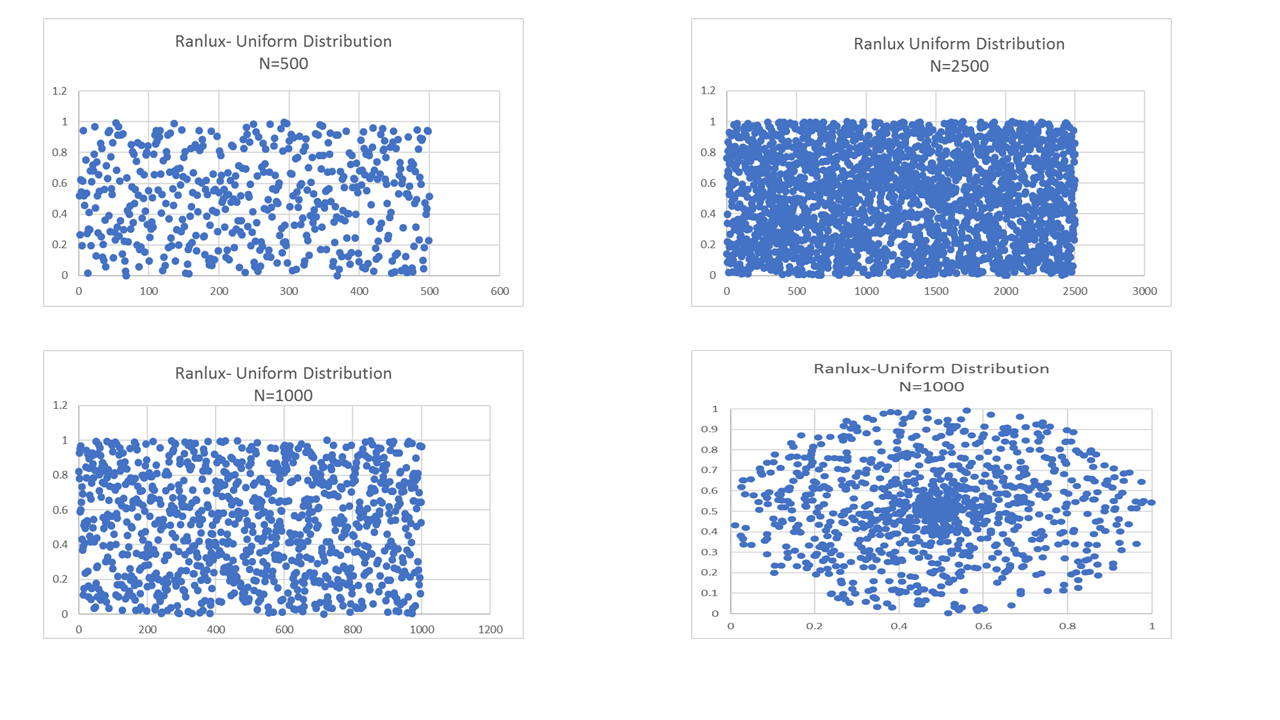 Ranlux- Uniform Distribution
N=500
1.2
1
0.8
0.6
0.4
0.2
0
0 100 200 300 400 500 600
Ranlux Uniform Distribution
N=2500
1.2
1
0.8
0.6
0.4
0.2
0
0 500 1000 1500 2000 2500 3000
Ranlux- Uniform Distribution
N=1000
1.2
1
0.8
0.6
0.4
0.2
0
0 200 400 600 800 1000 1200
Ranlux-Uniform Distribution
N=1000
1
0.9
0.8
0.7
0.6
0.5
0.4
0.3
0.2
0.1
0
0 0.2 0.4 0.6 0.8 1